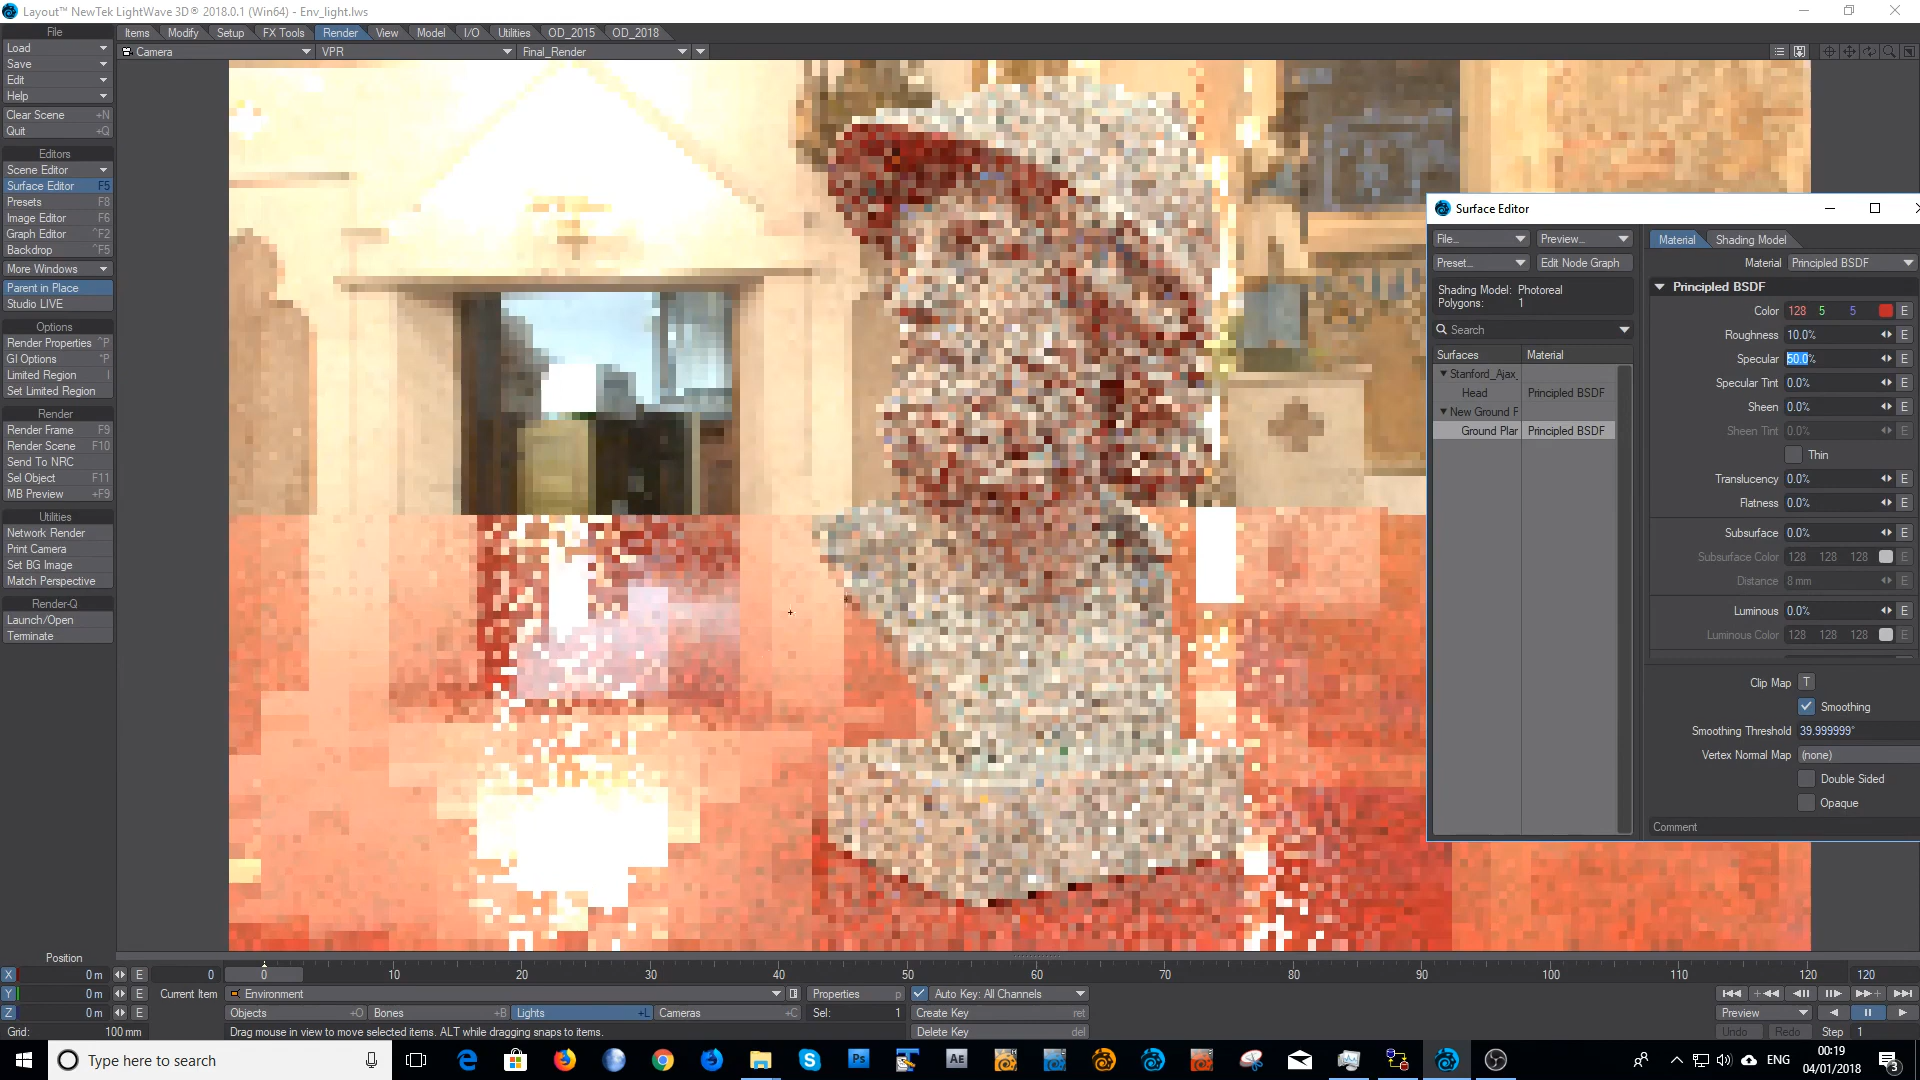 Layout™ NewTek LightWave 3D® 2018.0.1 (Win64) - Env_light.lws
File
Items
Modify
Setup
FX Tools
Render
View
Model
I/O
Utilities
OD_2015
OD_2018
Load
Camera
VPR
Final_Render
Save
Edit
Help
Clear Scene +N
Quit +Q
Editors
Scene Editor
Surface Editor F5
Presets F8
Image Editor F6
Graph Editor ^F2
Backdrop ^F5
More Windows
Parent in Place
Studio LIVE
Options
Render Properties ^P
GI Options "P
Limited Region l
Set Limited Region
Render
Render Frame F9
Render Scene F10
Send To NRC
Sel Object F11
MB Preview +F9
Utilities
Network Render
Print Camera
Set BG Image
Match Perspective
Render-Q
Launch/Open
Terminate
Surface Editor
File...
Preview...
Preset...
Edit Node Graph
Shading Model: Photoreal
Polygons: 1
Search
Surfaces Material
Stanford_Ajax_
Head Principled BSDF
New Ground F
Ground Plar Principled BSDF
Material
Shading Model
Material Principled BSDF
Principled BSDF
Color 128 5 5 E
Roughness 10.0% E
Specular 50.0% E
Specular Tint 0.0% E
Sheen 0.0% E
Sheen Tint 0.0% E
Thin
Translucency 0.0% E
Flatness 0.0% E
Subsurface 0.0% E
Subsurface Color 128 128 128 E
Distance 8 mm E
Luminous 0.0% E
Luminous Color 128 128 128 E
Clip Map T
Smoothing
Smoothing Threshold 39.999999°
Vertex Normal Map (none)
Double Sided
Opaque
Comment
Position
X 0 m E
Y 0 m E
Z 0 m E
Grid: 100 mm
0 0 10 20 30 40 50 60 70 80 90 100 110 120 120
Current Item Environment
Properties p
Auto Key: All Channels
Objects +O
Bones +B
Lights +L
Cameras +C
Sel: 1
Create Key ret
Preview
Drag mouse in view to move selected items. ALT while dragging snaps to items.
Delete Key del
Undo
Redo
Step 1
Type here to search
Ps
AE
ENG
00:19
04/01/2018
3